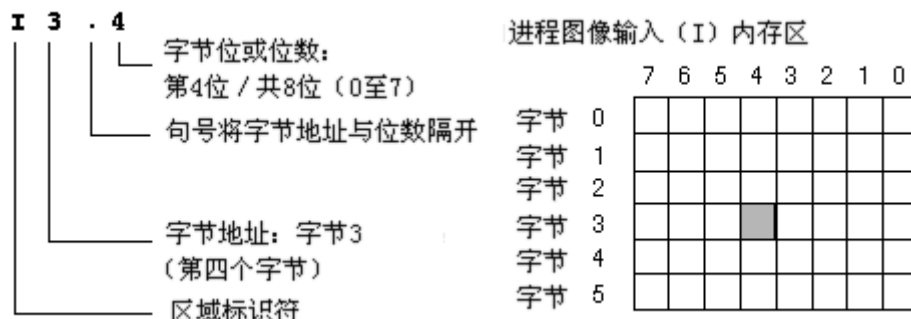 I 3 . 4
字节位或位数：
第4位 / 共8位（0至7）
句号将字节地址与位数隔开
字节地址：字节3
（第四个字节）
区域标识符
进程图像输入（I）内存区
7 6 5 4 3 2 1 0
字节 0
字节 1
字节 2
字节 3
字节 4
字节 5